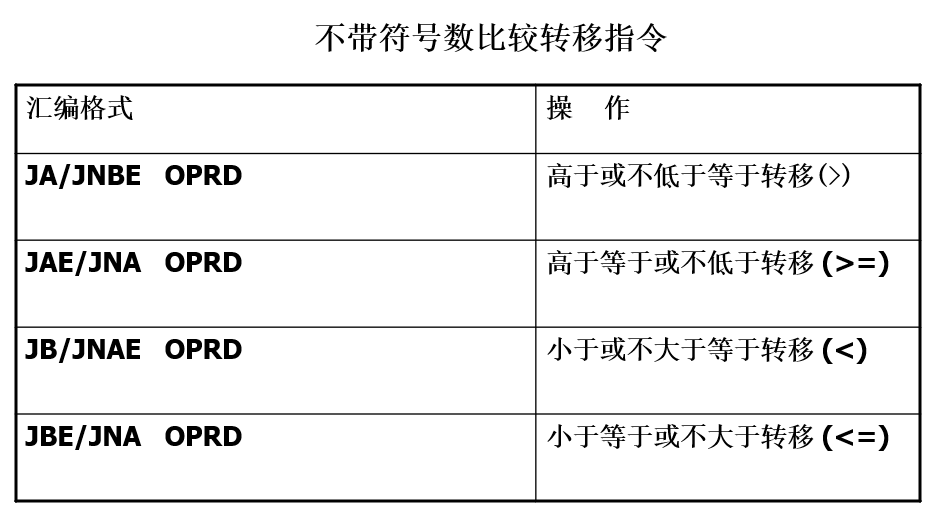 不带符号数比较转移指令
汇编格式 操 作
JA/JNBE OPRD 高于或不低于等于转移(>)
JAE/JNA OPRD 高于等于或不低于转移 (>=)
JB/JNAE OPRD 小于或不大于等于转移 (<)
JBE/JNA OPRD 小于等于或不大于转移 (<=)